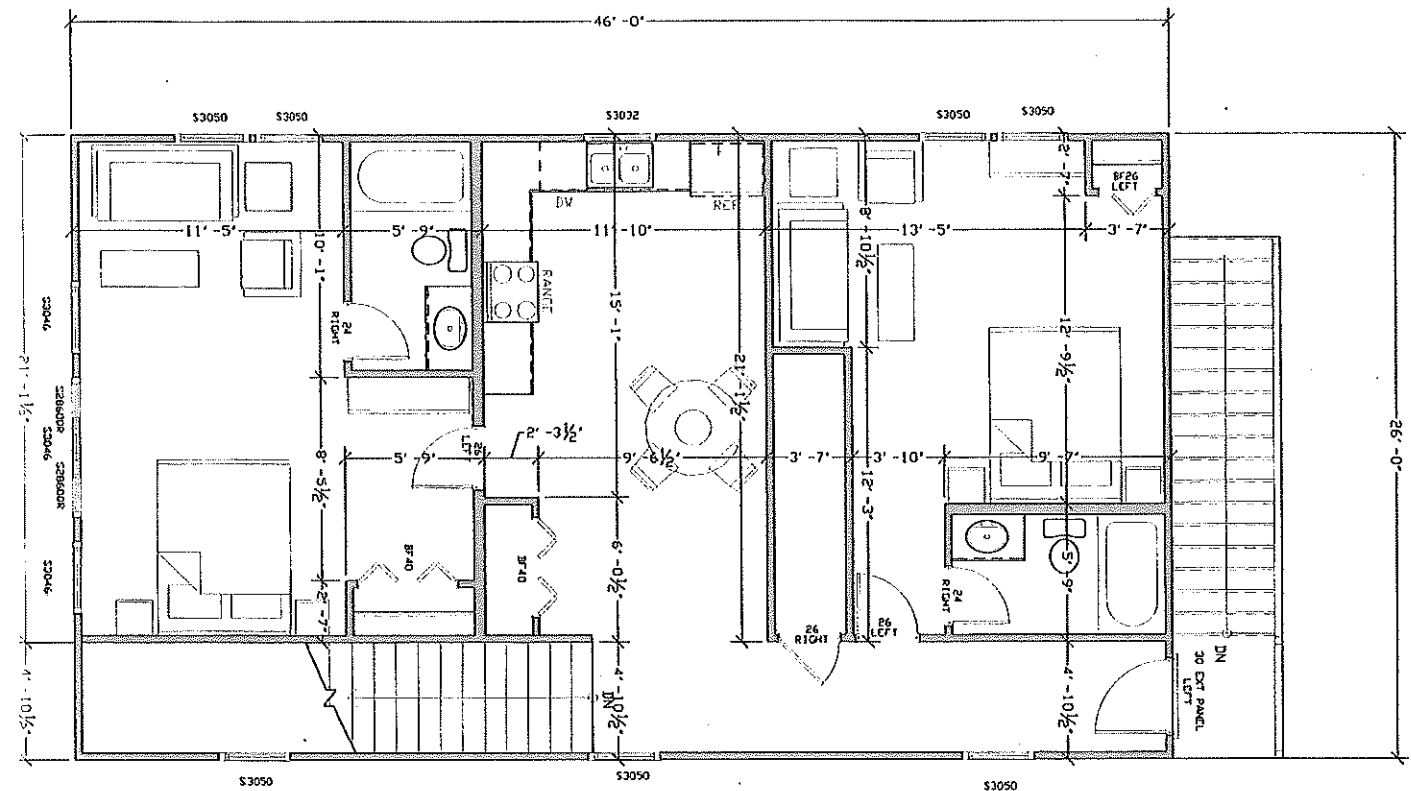 46' -0"
S3050
S3050
S3032
S3050
S3050
2' -7"
BF26
LEFT
DW
REF
11' -5"
5' -9"
11' -10"
13' -5"
3' -7"
10' -1"
8' -10½"
RANGE
24
RIGHT
15' -1"
12' -9½"
21' -1½"
21' -1½"
26' -0"
S3046
S2860DR
S3046
S2860DR
S3046
26
LEFT
2' -3½"
5' -9"
9' -6½"
3' -7"
3' -10"
9' -7"
8' -5½"
12' -3"
BF40
BF40
6' -0½"
5' -9"
24
RIGHT
2' -7"
26
RIGHT
26
LEFT
4' -10½"
4' -10½"
4' -10½"
DN
DN
30 EXT PANEL
LEFT
S3050
S3050
S3050